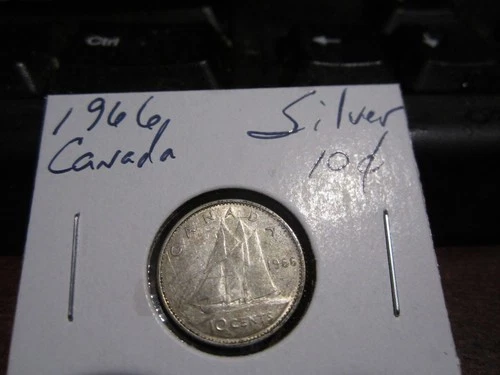 Ctrl
1966 Silver
Canada 10¢
CANADA
1966
10 CENTS